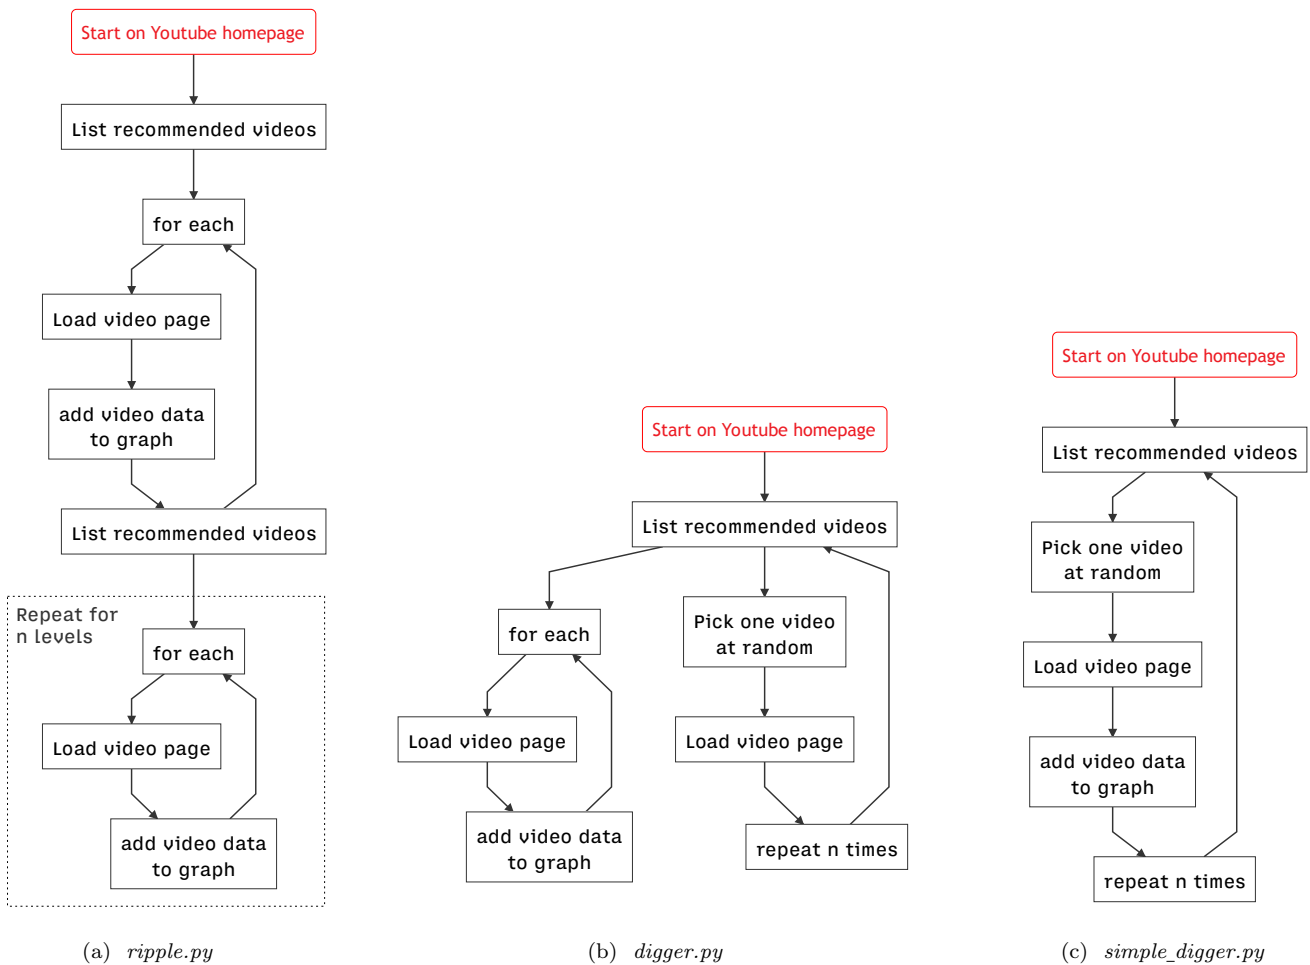 Start on Youtube homepage
List recommended videos
for each
Load video page
add video data
to graph
List recommended videos
Repeat for
n levels
for each
Load video page
add video data
to graph
(a) ripple.py
Start on Youtube homepage
List recommended videos
for each
Load video page
add video data
to graph
Pick one video
at random
Load video page
repeat n times
(b) digger.py
Start on Youtube homepage
List recommended videos
Pick one video
at random
Load video page
add video data
to graph
repeat n times
(c) simple_digger.py